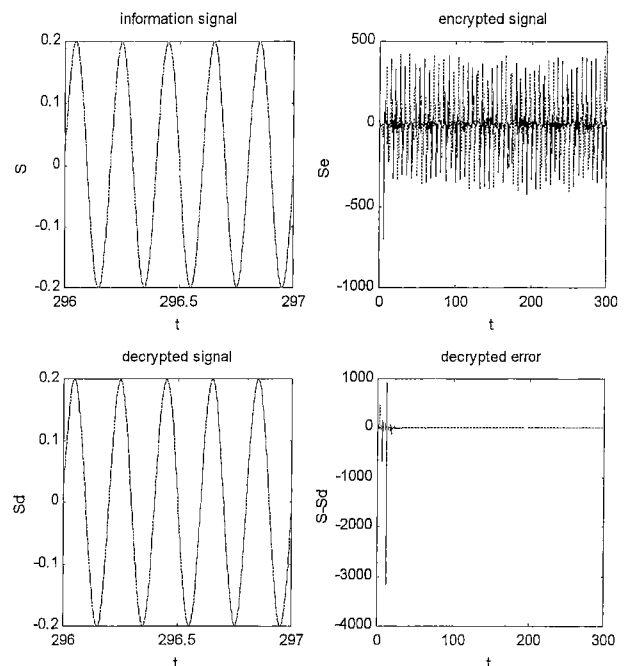 information signal
0.2
0.1
0
-0.1
-0.2
S
296
296.5
297
t
encrypted signal
500
0
-500
-1000
Se
0
100
200
300
t
decrypted signal
0.2
0.1
0
-0.1
-0.2
Sd
296
296.5
297
t
decrypted error
1000
0
-1000
-2000
-3000
-4000
S-Sd
0
100
200
300
t